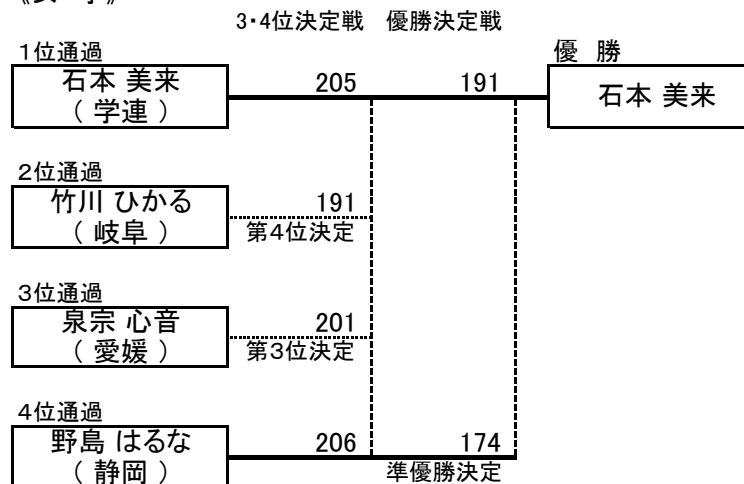 3・4位決定戦 優勝決定戦
1位通過 優 勝
石本 美来 205 191 石本 美来
( 学連 )
2位通過
竹川 ひかる 191
( 岐阜 ) 第4位決定
3位通過
泉宗 心音 201
( 愛媛 ) 第3位決定
4位通過
野島 はるな 206 174
( 静岡 ) 準優勝決定